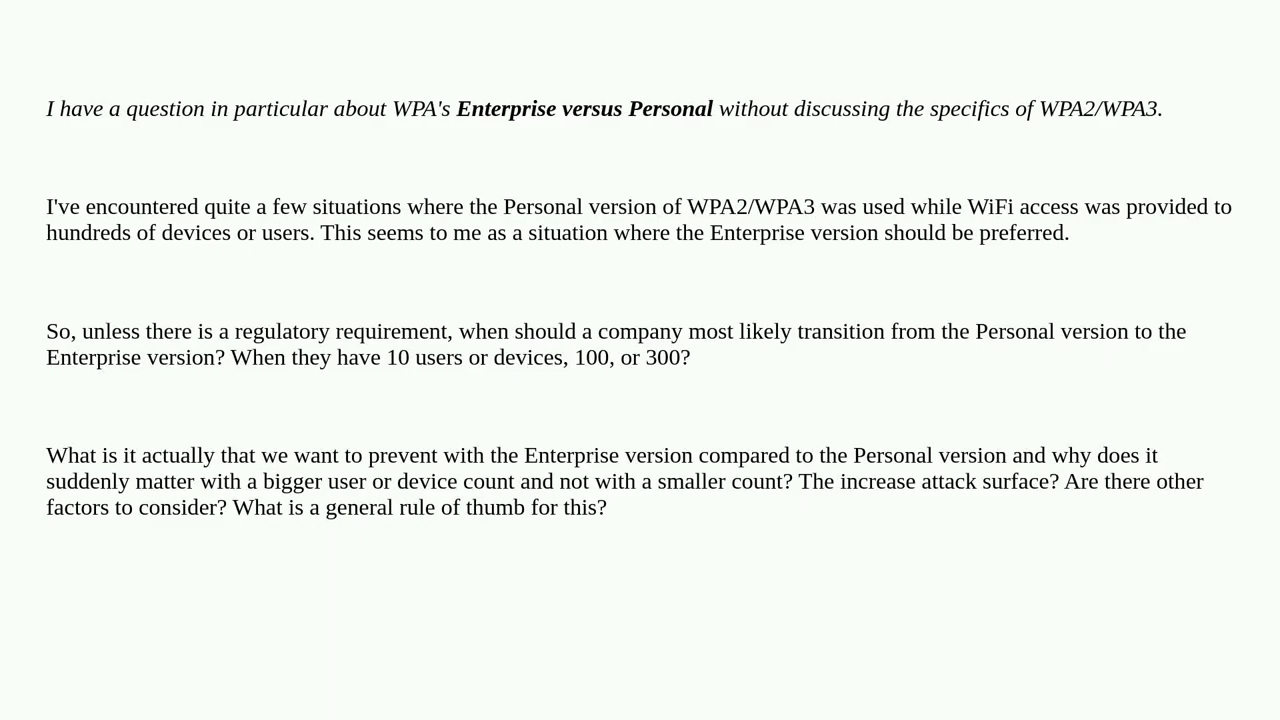 I have a question in particular about WPA's Enterprise versus Personal without discussing the specifics of WPA2/WPA3.
I've encountered quite a few situations where the Personal version of WPA2/WPA3 was used while WiFi access was provided to
hundreds of devices or users. This seems to me as a situation where the Enterprise version should be preferred.
So, unless there is a regulatory requirement, when should a company most likely transition from the Personal version to the
Enterprise version? When they have 10 users or devices, 100, or 300?
What is it actually that we want to prevent with the Enterprise version compared to the Personal version and why does it
suddenly matter with a bigger user or device count and not with a smaller count? The increase attack surface? Are there other
factors to consider? What is a general rule of thumb for this?